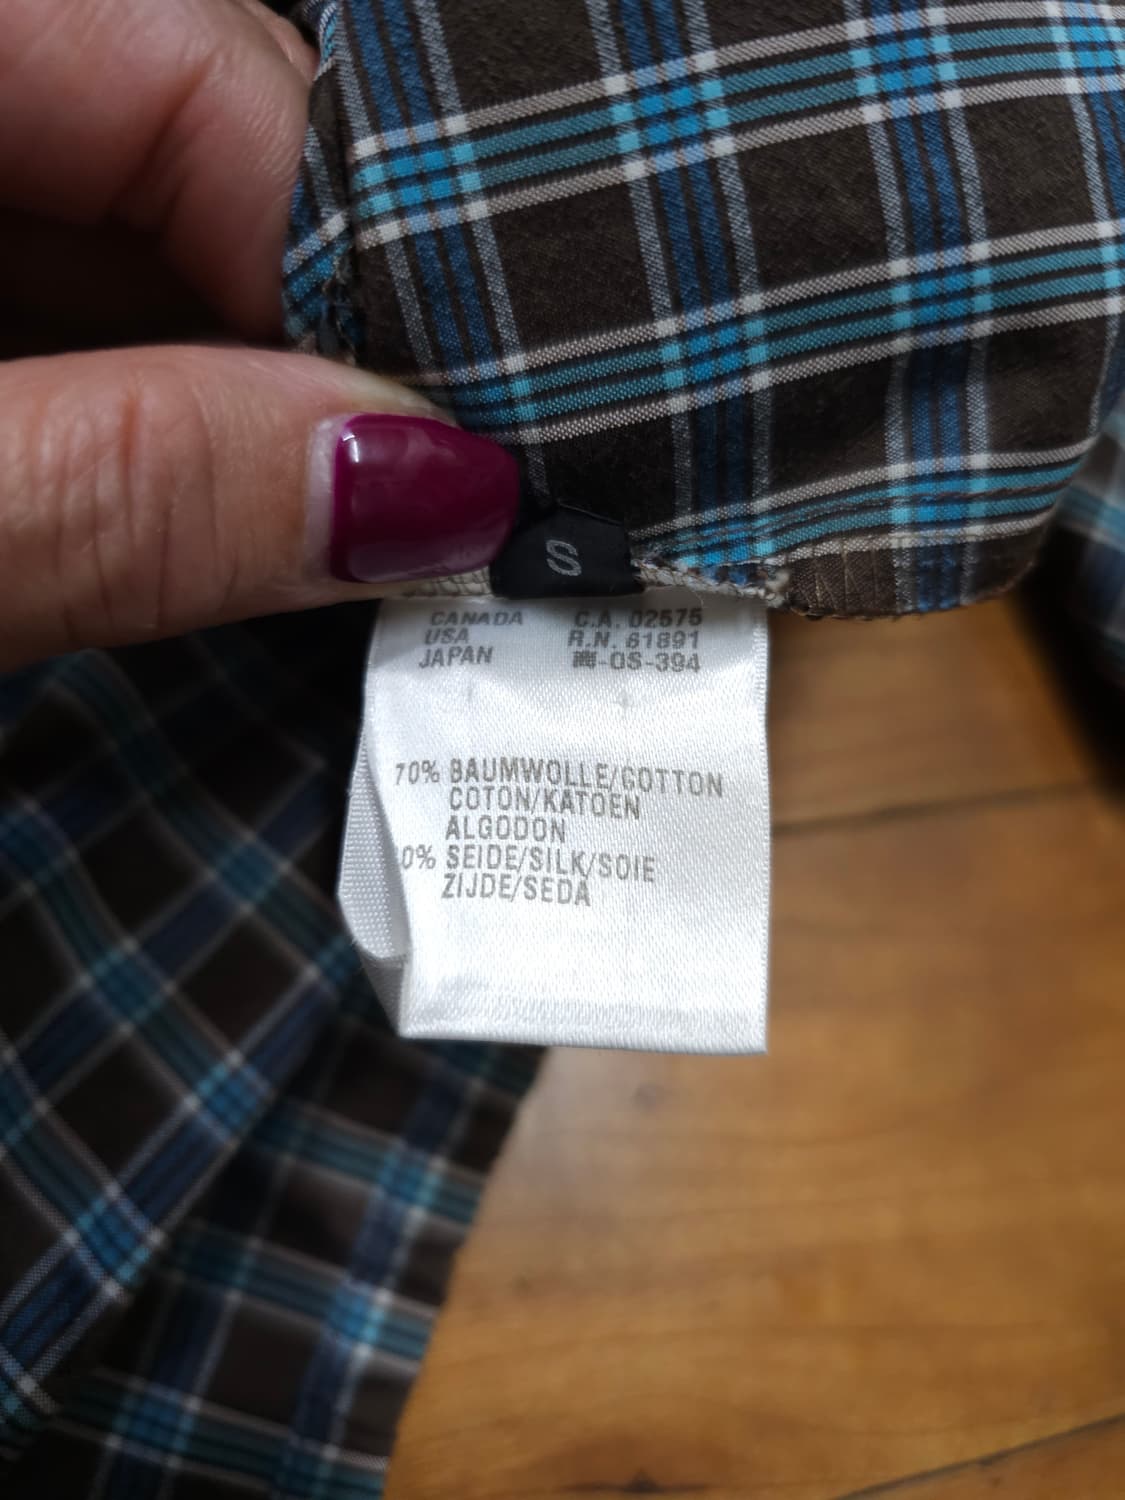 S
CANADA C.A. 02575
USA R.N. 61891
JAPAN -OS-394
70% BAUMWOLLE/COTTON
COTON/KATOEN
ALGODON
0% SEIDE/SILK/SOIE
ZIJDE/SEDA